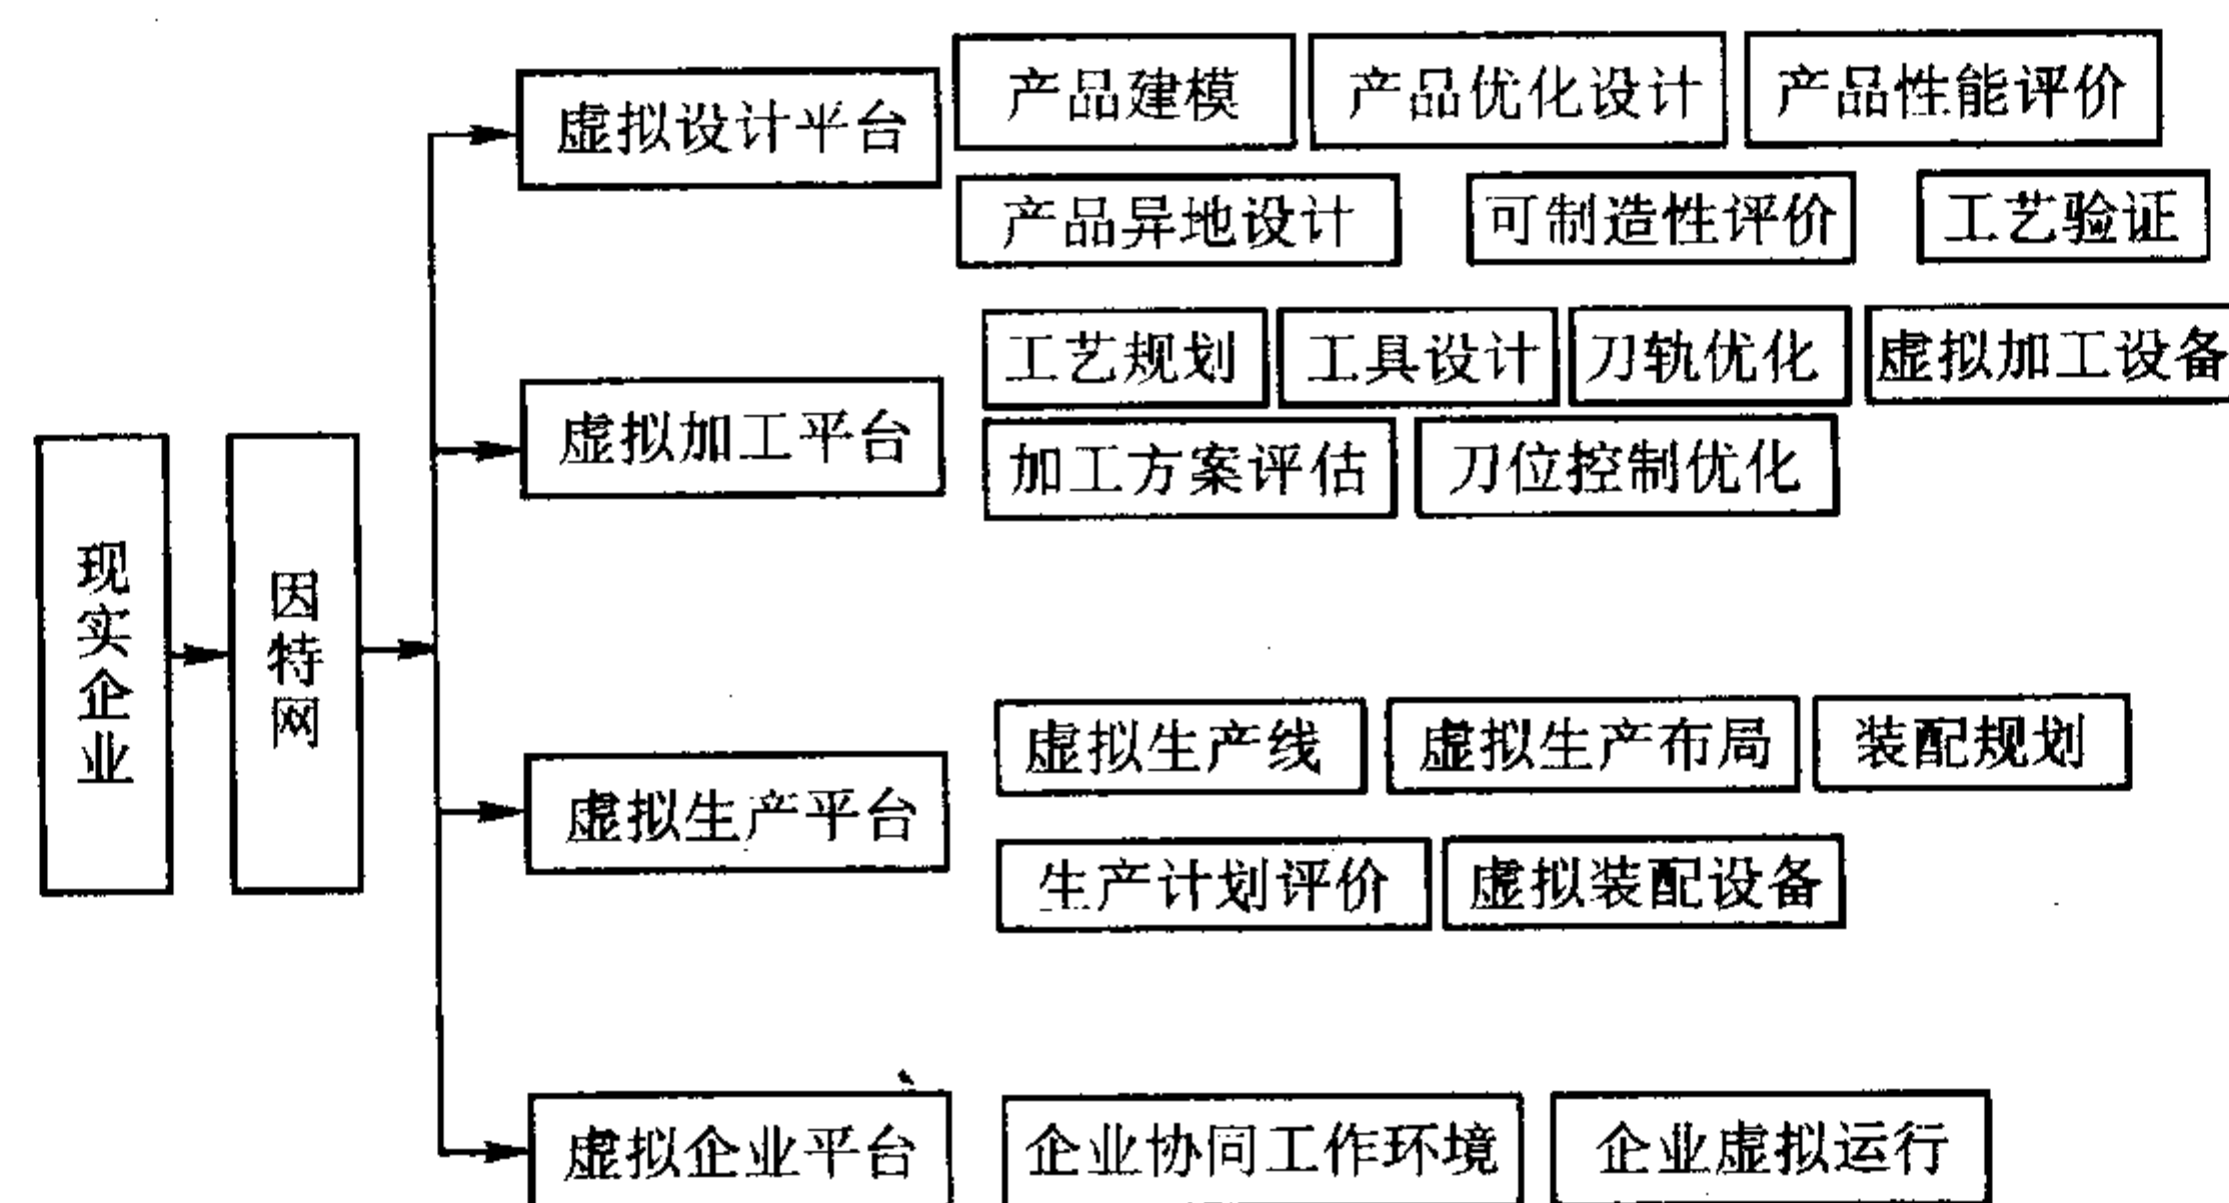 虚拟设计平台
产品建模
产品优化设计
产品性能评价
产品异地设计
可制造性评价
工艺验证
现实企业
因特网
虚拟加工平台
工艺规划
工具设计
刀轨优化
虚拟加工设备
加工方案评估
刀位控制优化
虚拟生产平台
虚拟生产线
虚拟生产布局
装配规划
生产计划评价
虚拟装配设备
虚拟企业平台
企业协同工作环境
企业虚拟运行